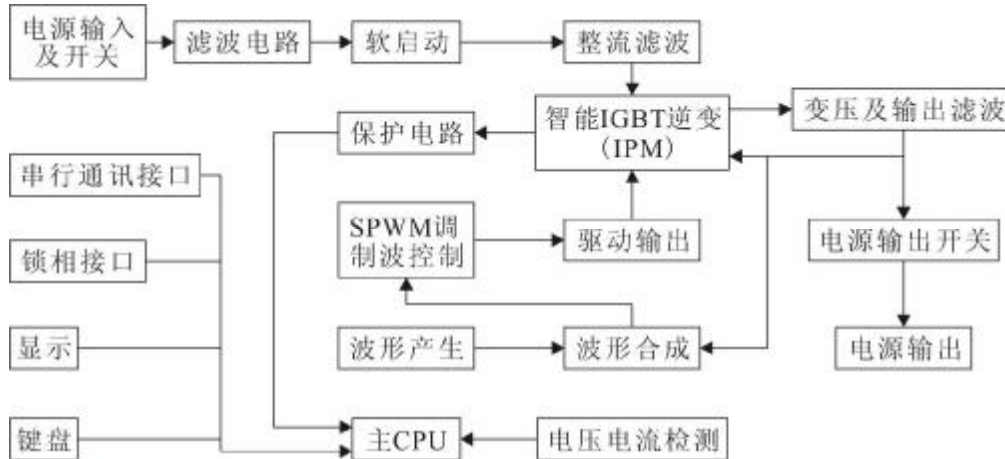 电源输入
及开关
滤波电路
软启动
整流滤波
智能IGBT逆变
(IPM)
变压及输出滤波
保护电路
串行通讯接口
SPWM调
制波控制
驱动输出
电源输出开关
锁相接口
显示
波形产生
波形合成
电源输出
键盘
主CPU
电压电流检测